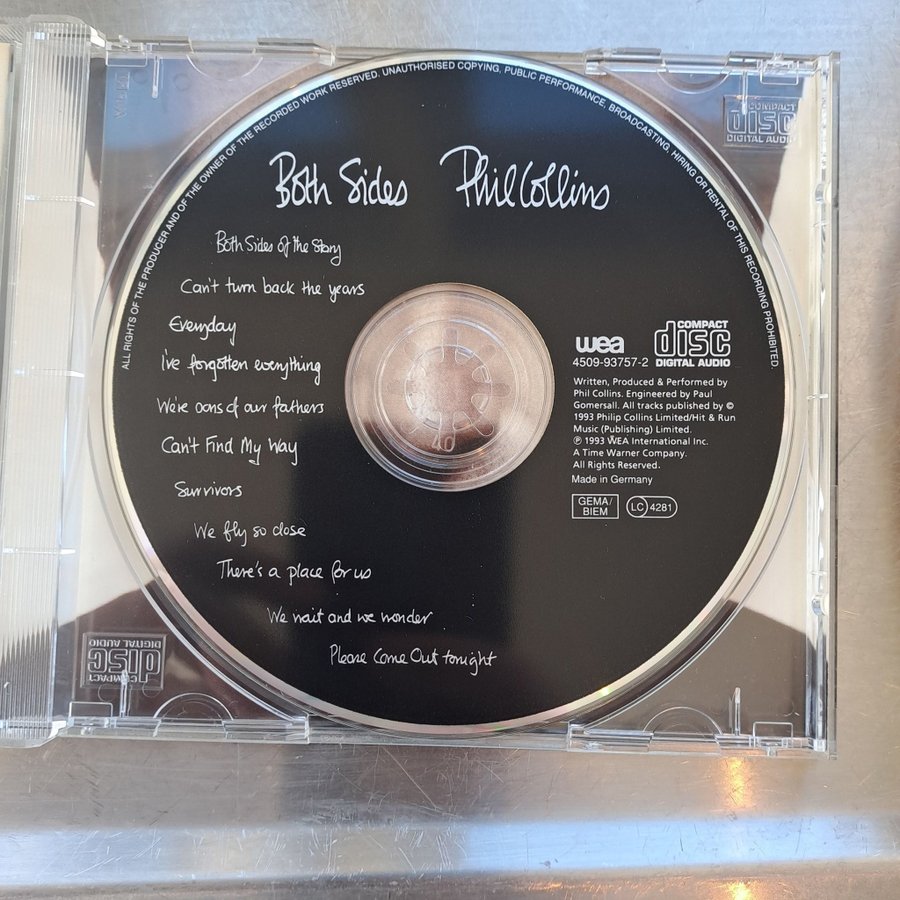 ALL RIGHTS OF THE PRODUCER AND OF THE OWNER OF THE RECORDED WORK RESERVED. UNAUTHORISED COPYING, PUBLIC PERFORMANCE, BROADCASTING, HIRING OR RENTAL OF THIS RECORDING PROHIBITED.
COMPACT
disc
DIGITAL AUDIO
Both Sides Phil Collins
Both Sides of the Story
Can't turn back the years
Everyday
I've forgotten everything
We're sons of our fathers
Can't Find My Way
Survivors
We fly so close
There's a place for us
We wait and we wonder
Please Come Out tonight
wea
COMPACT
disc
DIGITAL AUDIO
4509-93757-2
Written, Produced & Performed by
Phil Collins. Engineered by Paul
Gomersall. All tracks published by ©
1993 Philip Collins Limited/Hit & Run
Music (Publishing) Limited.
℗ 1993 WEA International Inc.
A Time Warner Company.
All Rights Reserved.
Made in Germany
GEMA/
BIEM
LC 4281
40
COMPACT
disc
DIGITAL AUDIO